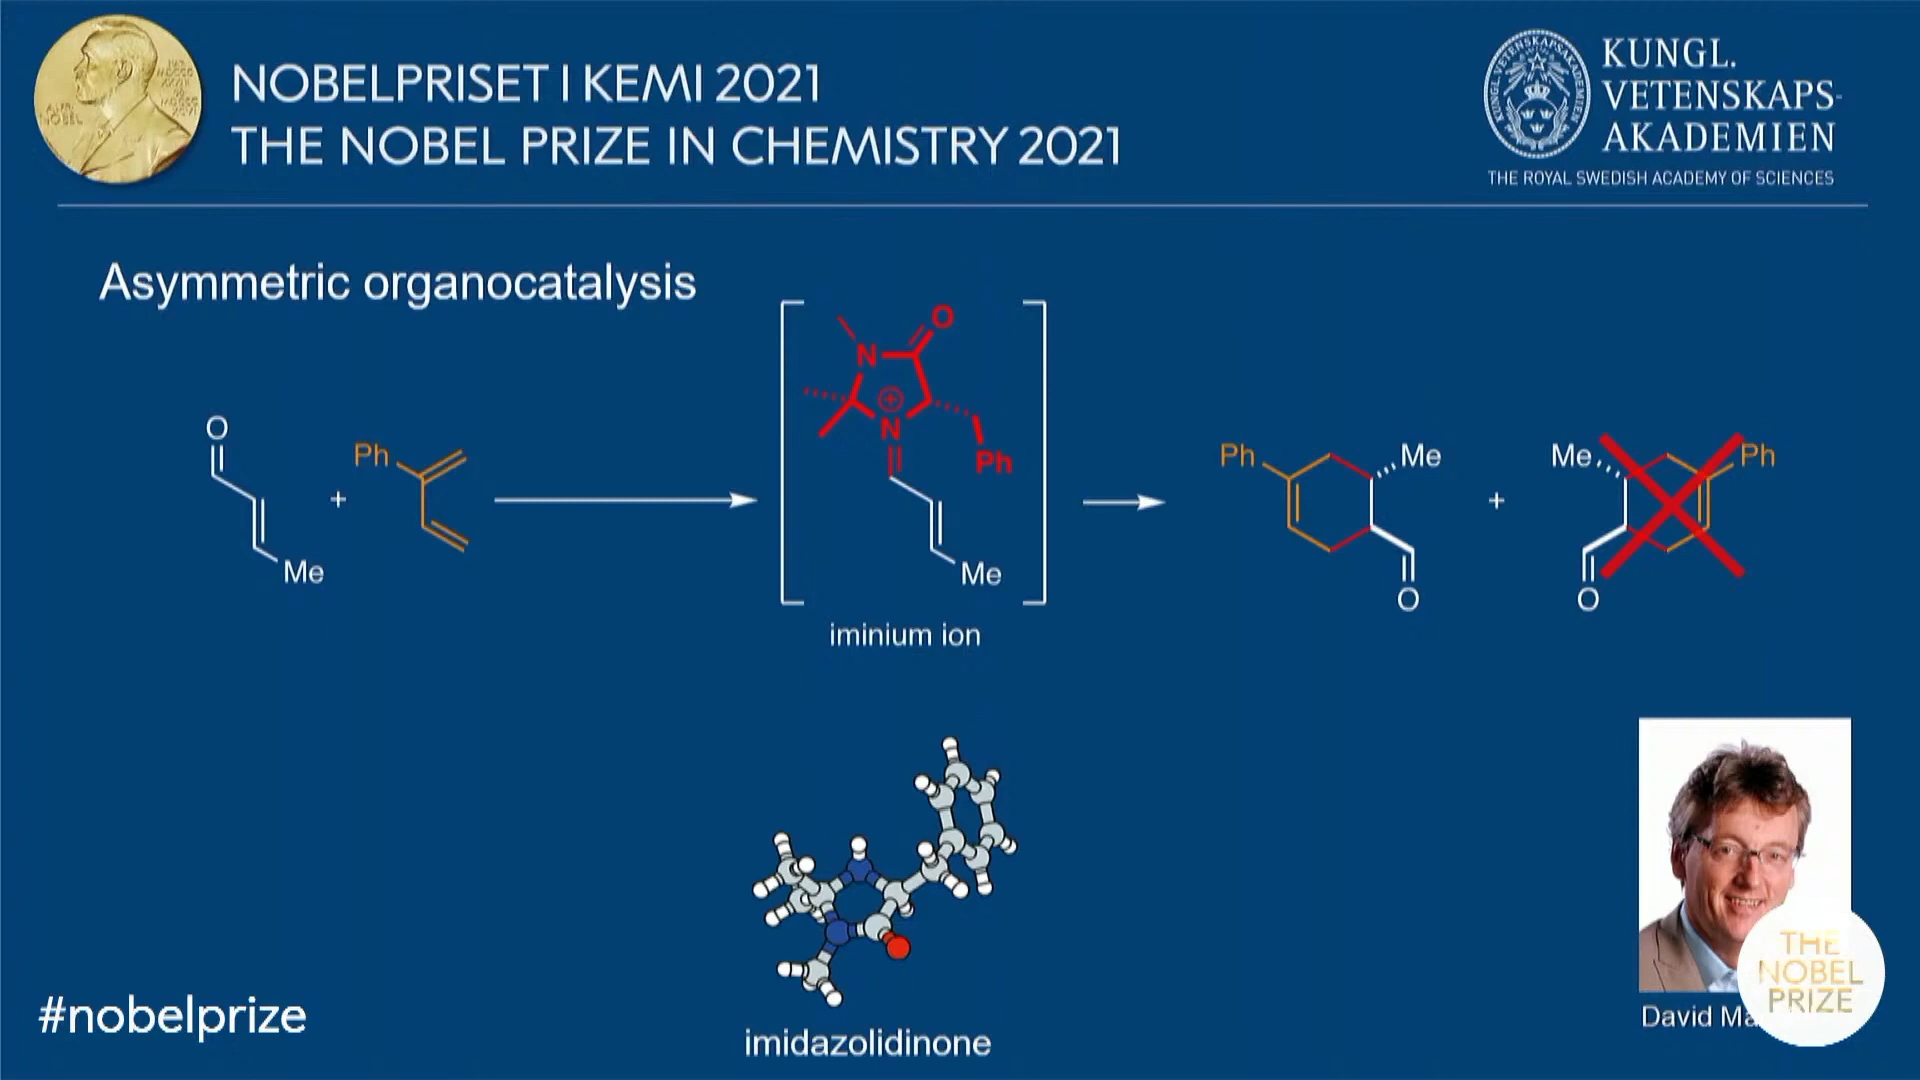 NOBELPRISET I KEMI 2021
THE NOBEL PRIZE IN CHEMISTRY 2021
KUNGL.
VETENSKAPS-
AKADEMIEN
THE ROYAL SWEDISH ACADEMY OF SCIENCES
Asymmetric organocatalysis
O
Me
+
Ph
N
O
+
N
Ph
Me
iminium ion
Ph
Me
O
+
Me
Ph
O
imidazolidinone
#nobelprize
David
THE
NOBEL
PRIZE